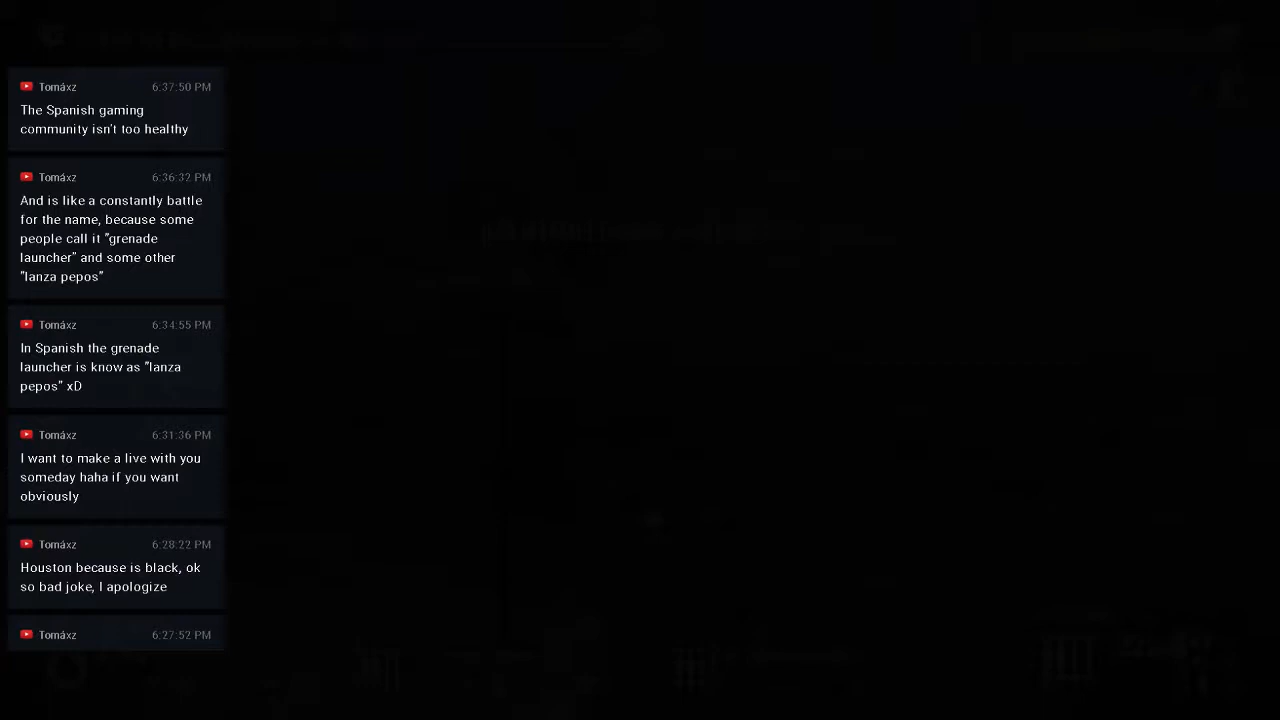 Tomáxz 6:37:50 PM
The Spanish gaming
community isn't too healthy
Tomáxz 6:36:32 PM
And is like a constantly battle
for the name, because some
people call it "grenade
launcher" and some other
"lanza pepos"
Tomáxz 6:34:55 PM
In Spanish the grenade
launcher is know as "lanza
pepos" xD
Tomáxz 6:31:36 PM
I want to make a live with you
someday haha if you want
obviously
Tomáxz 6:28:22 PM
Houston because is black, ok
so bad joke, I apologize
Tomáxz 6:27:52 PM